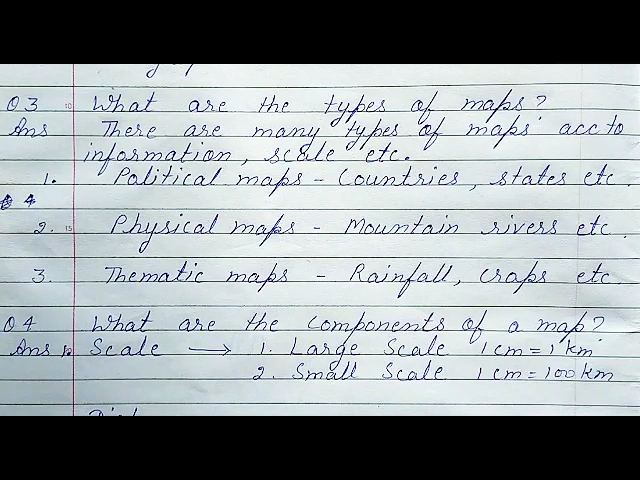 Q3 What are the types of maps?
Ans There are many types of maps acc to
information, scale etc.
1. Political maps - Countries, states etc.
2. Physical maps - Mountain rivers etc.
3. Thematic maps - Rainfall, Craps etc.
Q4 What are the components of a map?
Ans 1. Scale → 1. Large Scale 1 cm = 1 km
2. Small Scale 1 cm = 100 km